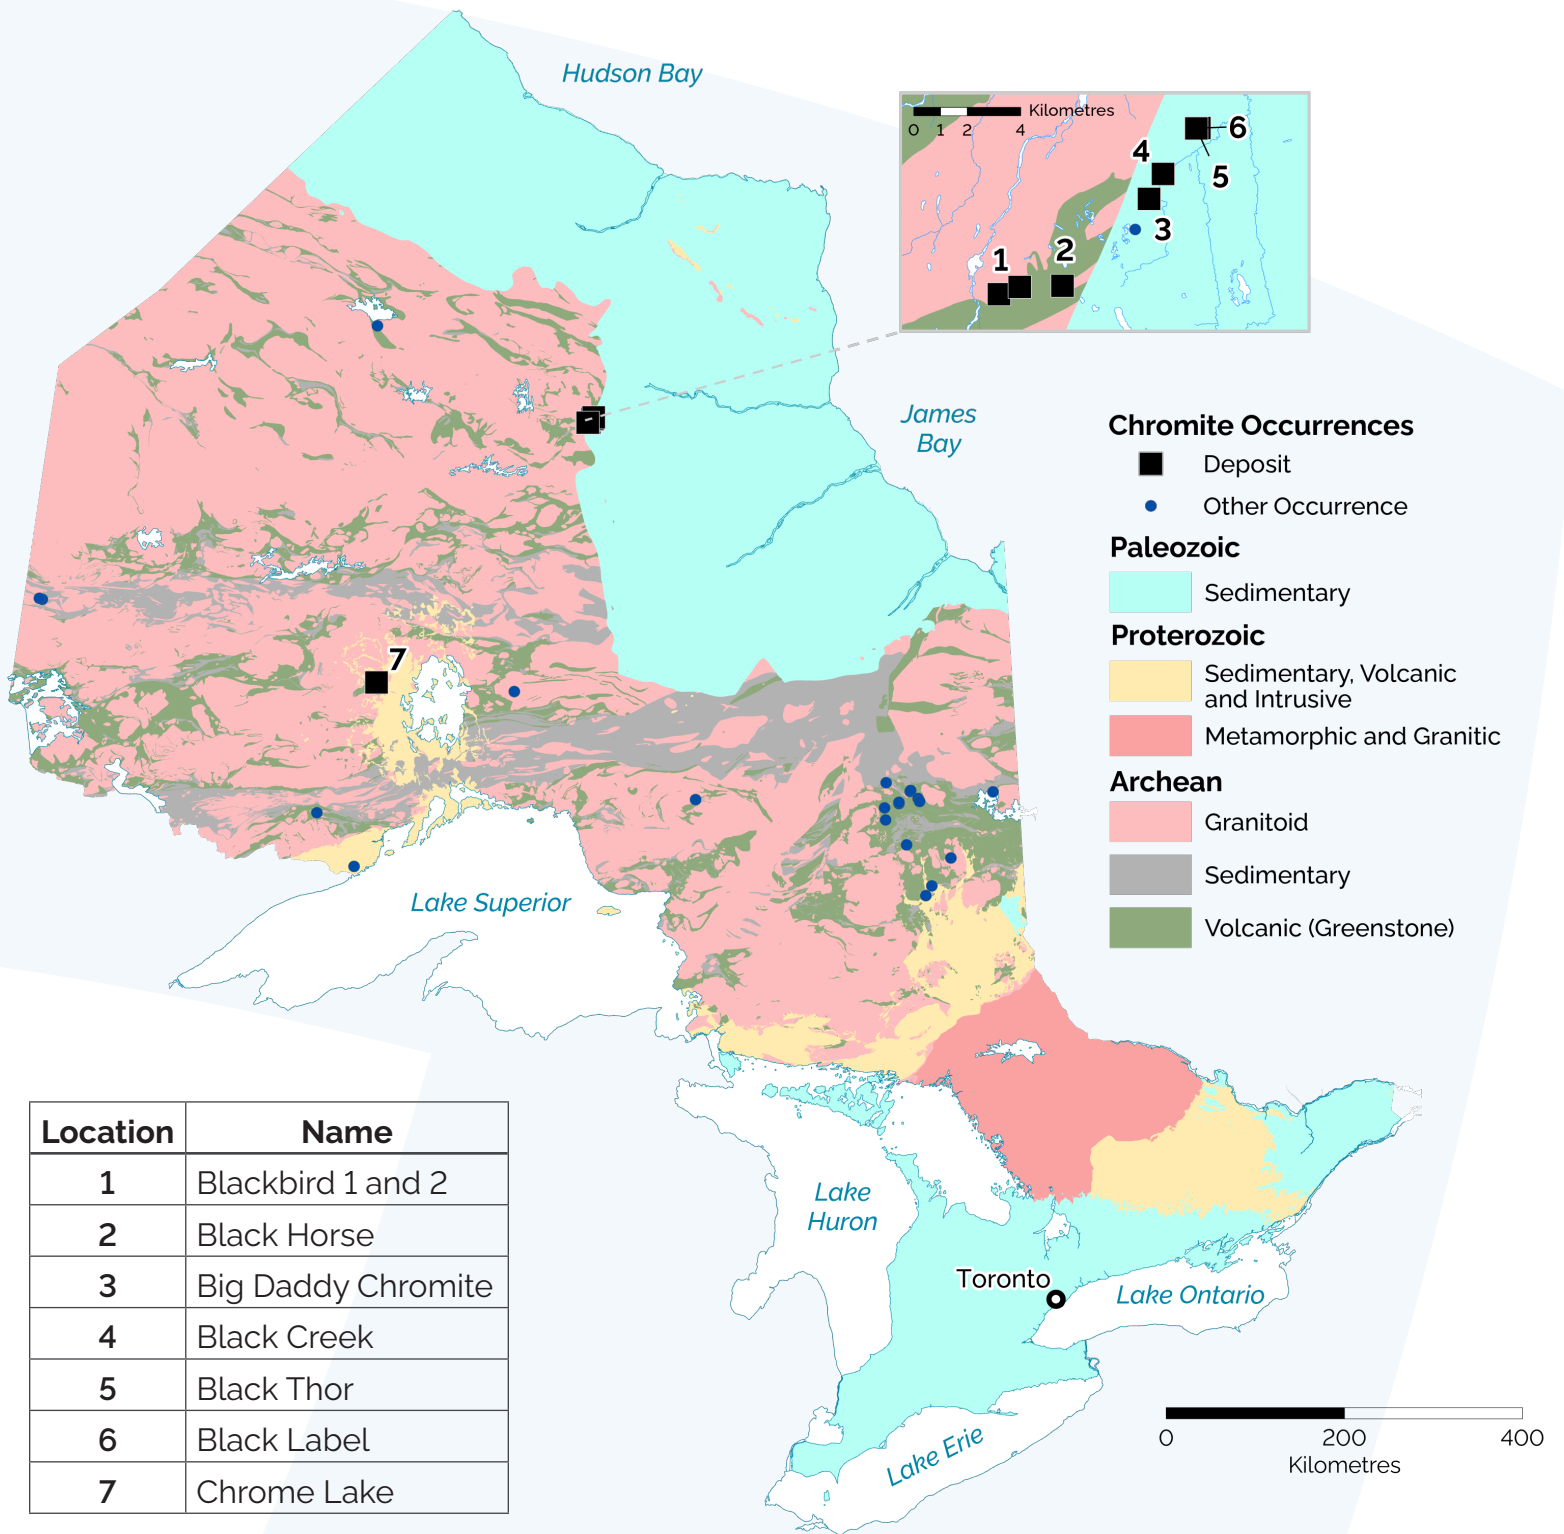 Hudson Bay
Kilometres
0 1 2 4
6
4
5
3
2
1
James
Bay
Chromite Occurrences
Deposit
Other Occurrence
Paleozoic
Sedimentary
Proterozoic
Sedimentary, Volcanic
and Intrusive
Metamorphic and Granitic
Archean
Granitoid
Sedimentary
Volcanic (Greenstone)
7
Lake Superior
Lake
Huron
Toronto
Lake Ontario
Lake Erie
0 200 400
Kilometres
Location Name
1 Blackbird 1 and 2
2 Black Horse
3 Big Daddy Chromite
4 Black Creek
5 Black Thor
6 Black Label
7 Chrome Lake